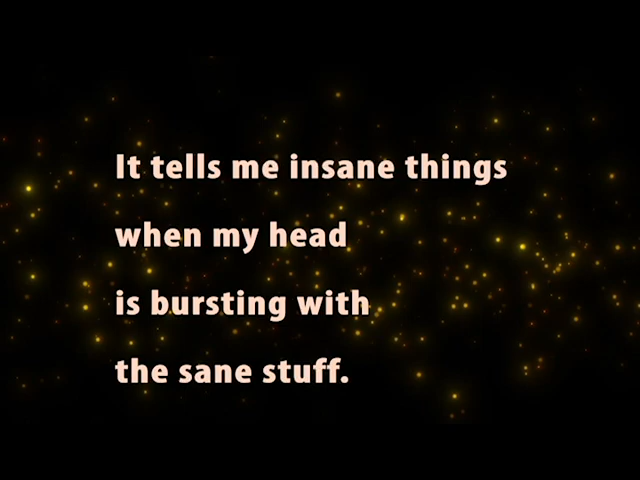 It tells me insane things
when my head
is bursting with
the sane stuff.